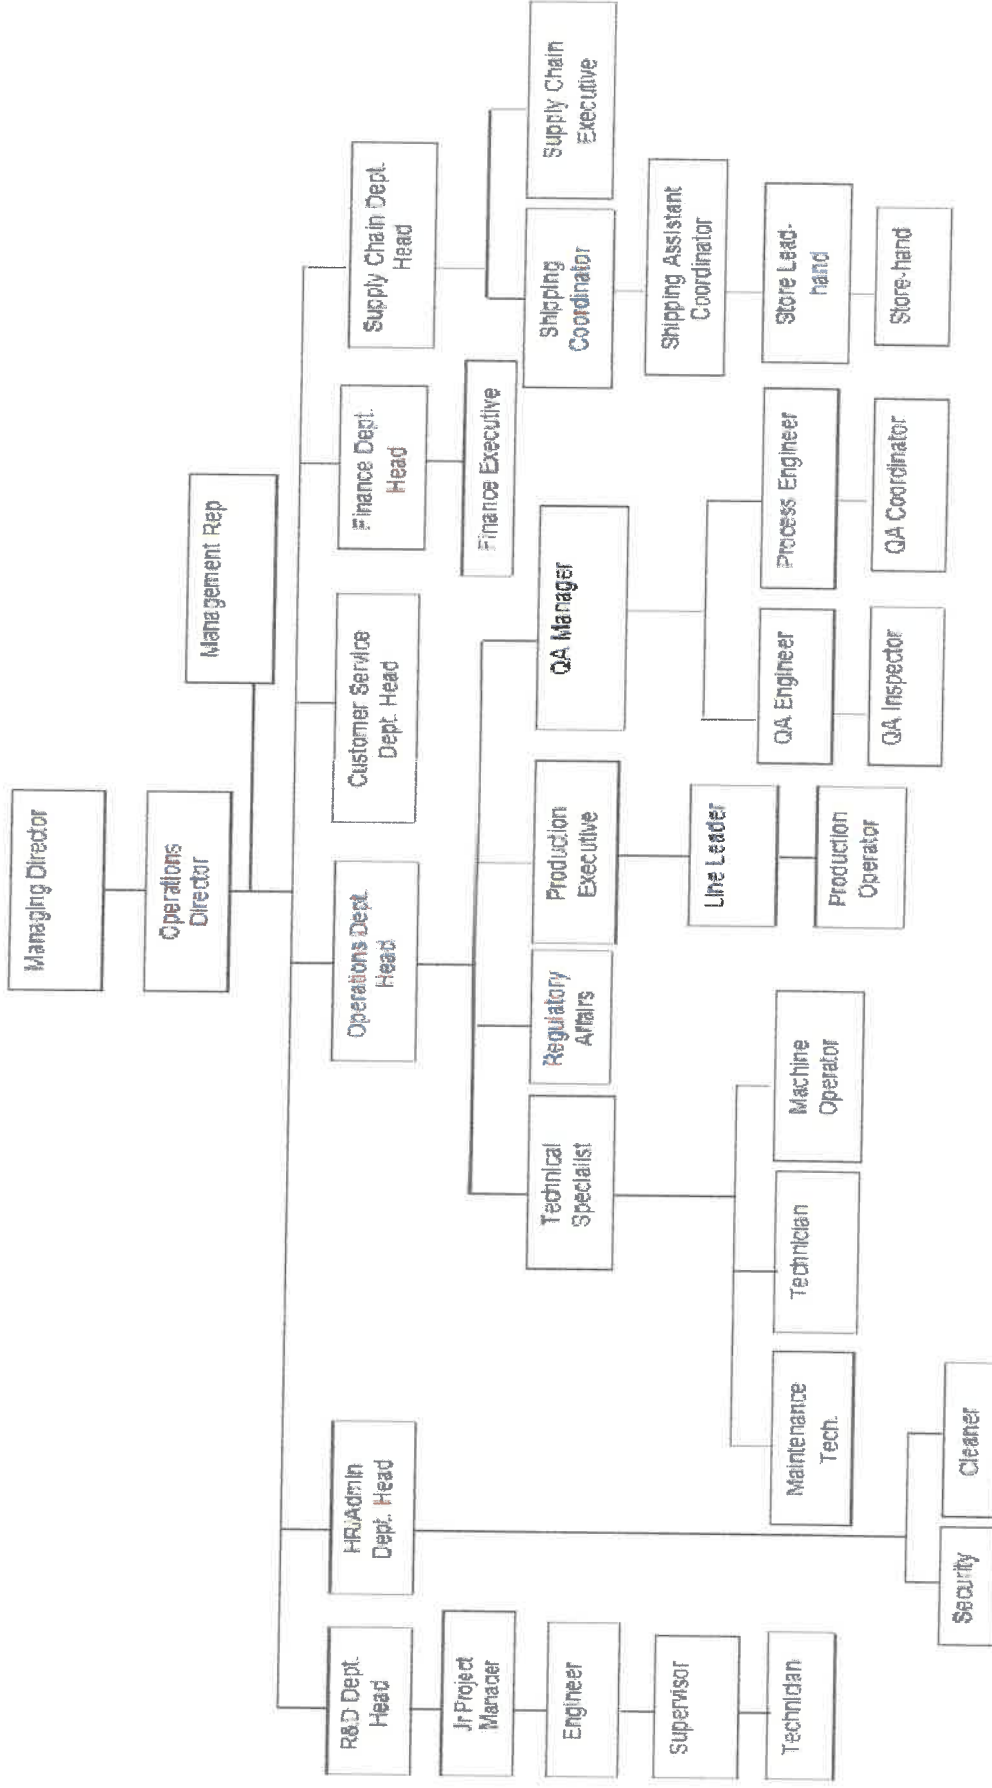 Managing Director
Operations
Director
Management Rep
R&D Dept.
Head
HR/Admin
Dept. Head
Operations Dept.
Head
Customer Service
Dept. Head
Finance Dept.
Head
Supply Chain Dept.
Head
Jr Project
Manager
Finance Executive
Engineer
Technical
Specialist
Regulatory
Affairs
Production
Executive
QA Manager
Shipping
Coordinator
Supply Chain
Executive
Supervisor
Line Leader
Shipping Assistant
Coordinator
Technician
Maintenance
Tech.
Technician
Machine
Operator
Production
Operator
QA Engineer
Process Engineer
Store Lead-
hand
QA Inspector
QA Coordinator
Store-hand
Security
Cleaner